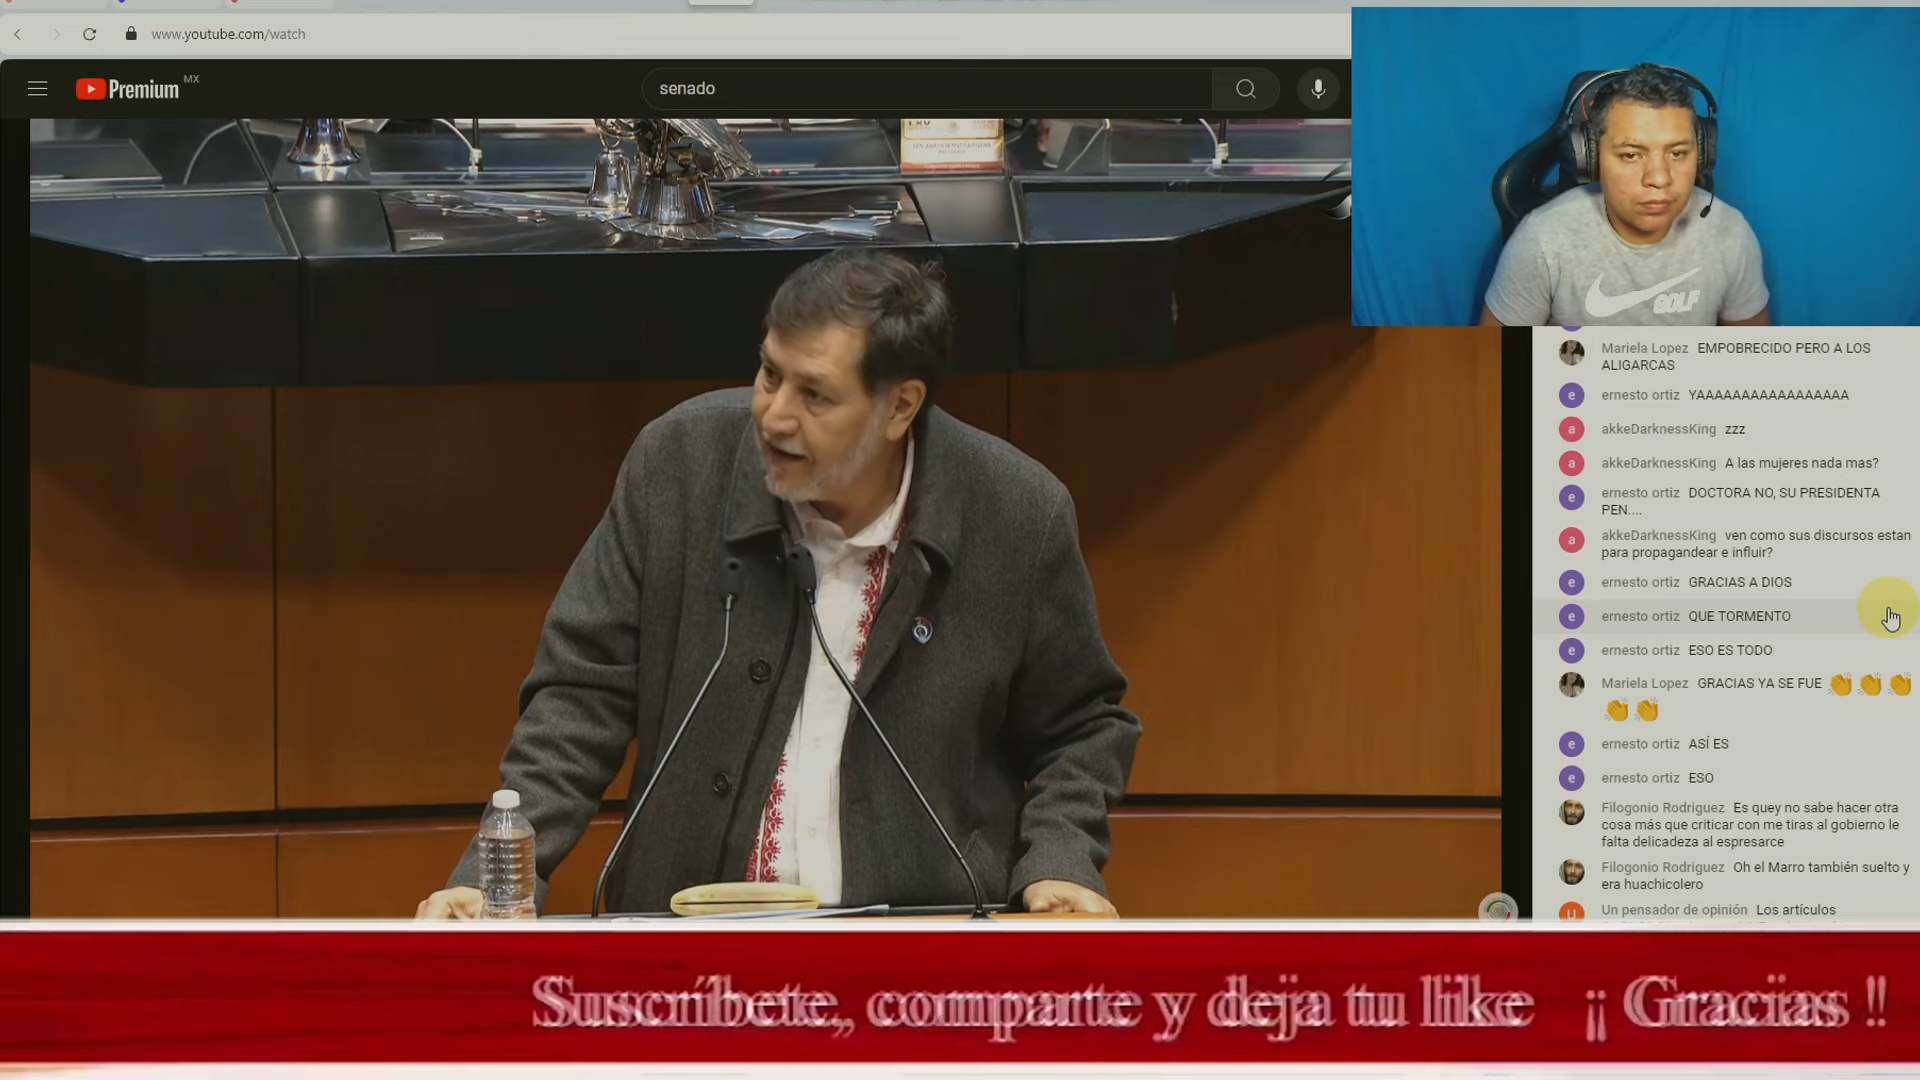 www.youtube.com/watch
Premium MX
senado
GOLF
Mariela Lopez EMPOBRECIDO PERO A LOS
ALIGARCAS
ernesto ortiz YAAAAAAAAAAAAAAAAA
akkeDarknessKing zzz
akkeDarknessKing A las mujeres nada mas?
ernesto ortiz DOCTORA NO, SU PRESIDENTA
PEN....
akkeDarknessKing ven como sus discursos estan
para propagandear e influir?
ernesto ortiz GRACIAS A DIOS
ernesto ortiz QUE TORMENTO
ernesto ortiz ESO ES TODO
Mariela Lopez GRACIAS YA SE FUE 👏👏👏
👏👏
ernesto ortiz ASÍ ES
ernesto ortiz ESO
Filogonio Rodriguez Es quey no sabe hacer otra
cosa más que criticar con me tiras al gobierno le
falta delicadeza al espresarce
Filogonio Rodriguez Oh el Marro también suelto y
era huachicolero
Un pensador de opinión Los artículos
Suscríbete, comparte y deja tu like ¡¡ Gracias !!